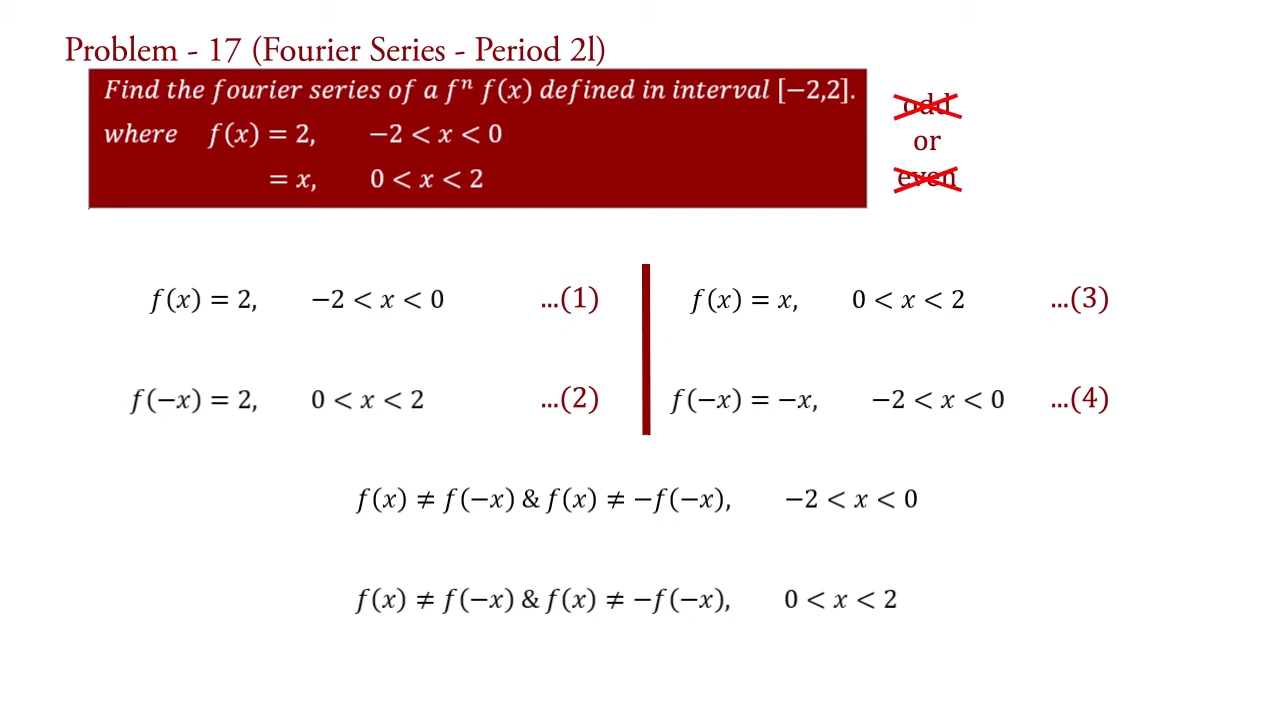 Problem - 17 (Fourier Series - Period 2l)
Find the fourier series of a fⁿ f(x) defined in interval [−2,2].
where f(x) = 2, −2 < x < 0
= x, 0 < x < 2
odd
or
even
f(x) = 2, −2 < x < 0 ...(1)
f(−x) = 2, 0 < x < 2 ...(2)
f(x) = x, 0 < x < 2 ...(3)
f(−x) = −x, −2 < x < 0 ...(4)
f(x) ≠ f(−x) & f(x) ≠ −f(−x), −2 < x < 0
f(x) ≠ f(−x) & f(x) ≠ −f(−x), 0 < x < 2